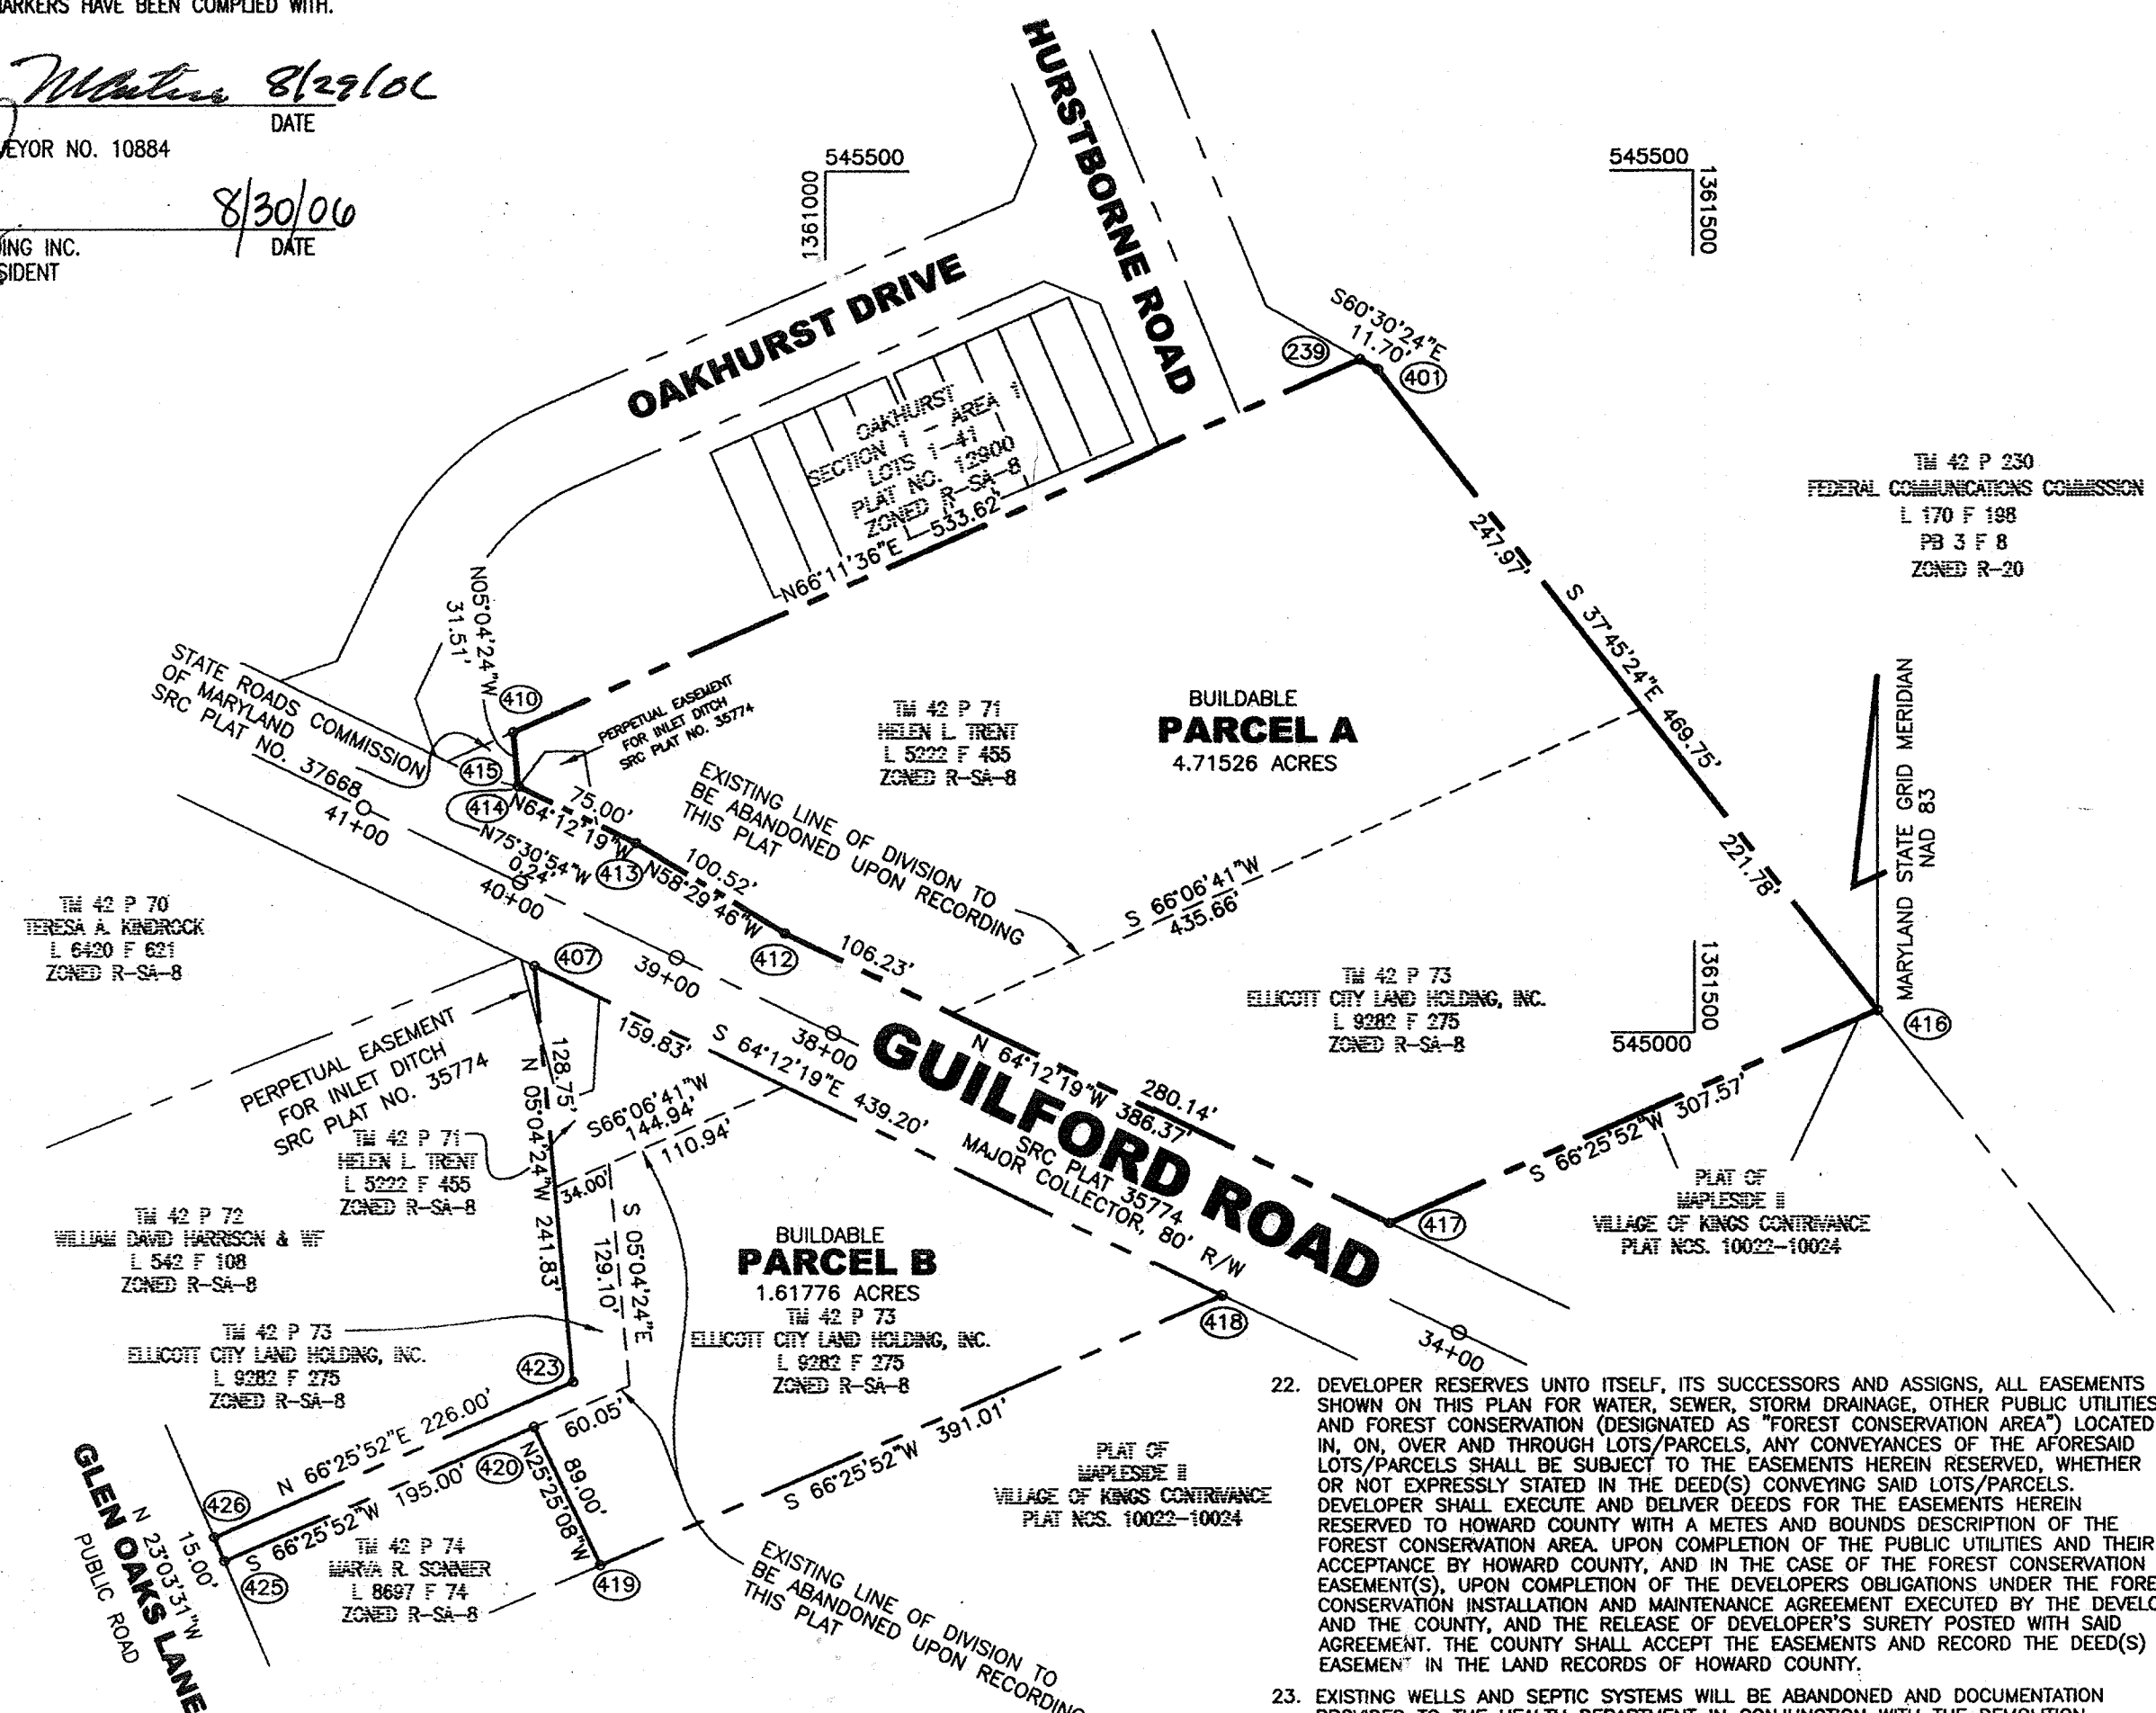 MARKERS HAVE BEEN COMPLIED WITH.
8/29/06
DATE
VEYOR NO. 10884
8/30/06
DING INC.
DATE
SIDENT
545500
1361000
545500
1361500
HURSTBORNE ROAD
OAKHURST DRIVE
OAKHURST
SECTION 1 - AREA 1
LOTS 1-41
PLAT NO. 12900
ZONED R-SA-8
N66°11'36"E 533.62'
S60°30'24"E
11.70'
239
401
TM 42 P 230
FEDERAL COMMUNICATIONS COMMISSION
L 170 F 198
PB 3 F 8
ZONED R-20
247.97'
S 37°45'24"E 469.75'
221.78'
N05°04'24"W
31.51'
STATE ROADS COMMISSION
OF MARYLAND
SRC PLAT NO. 37668
410
415
414
PERPETUAL EASEMENT
FOR INLET DITCH
SRC PLAT NO. 35774
TM 42 P 71
HELEN L. TRENT
L 5222 F 455
ZONED R-SA-8
BUILDABLE
PARCEL A
4.71526 ACRES
MARYLAND STATE GRID MERIDIAN
NAD 83
41+00
75.00'
N64°12'19"W
N75°30'54"W
0.24'
413
100.52'
N58°29'46"W
EXISTING LINE OF DIVISION TO
BE ABANDONED UPON RECORDING
THIS PLAT
S 66°06'41"W
435.66'
40+00
TM 42 P 70
TERESA A. KINDROCK
L 6420 F 621
ZONED R-SA-8
407
39+00
412
106.23'
TM 42 P 73
ELLICOTT CITY LAND HOLDING, INC.
L 9282 F 275
ZONED R-SA-8
1361500
545000
416
PERPETUAL EASEMENT
FOR INLET DITCH
SRC PLAT NO. 35774
128.75'
N 05°04'24"W 241.83'
159.83'
S 64°12'19"E 439.20'
38+00
GUILFORD ROAD
N 64°12'19"W 386.37'
280.14'
SRC PLAT 35774
MAJOR COLLECTOR, 80' R/W
S 66°25'52"W 307.57'
417
TM 42 P 71
HELEN L. TRENT
L 5222 F 455
ZONED R-SA-8
S66°06'41"W
144.94'
110.94'
34.00'
S 05°04'24"E
129.10'
PLAT OF
MAPLESIDE II
VILLAGE OF KINGS CONTRIVANCE
PLAT NOS. 10022-10024
TM 42 P 72
WILLIAM DAVID HARRISON & WF
L 542 F 108
ZONED R-SA-8
BUILDABLE
PARCEL B
1.61776 ACRES
TM 42 P 73
ELLICOTT CITY LAND HOLDING, INC.
L 9282 F 275
ZONED R-SA-8
418
34+00
TM 42 P 73
ELLICOTT CITY LAND HOLDING, INC.
L 9282 F 275
ZONED R-SA-8
423
N 66°25'52"E 226.00'
60.05'
S 66°25'52"W 195.00'
420
N25°25'08"W
89.00'
S 66°25'52"W 391.01'
PLAT OF
MAPLESIDE II
VILLAGE OF KINGS CONTRIVANCE
PLAT NOS. 10022-10024
426
425
419
GLEN OAKS LANE
N 23°03'31"W
15.00'
PUBLIC ROAD
TM 42 P 74
MARVA R. SONNIER
L 8697 F 74
ZONED R-SA-8
EXISTING LINE OF DIVISION TO
BE ABANDONED UPON RECORDING
THIS PLAT
22. DEVELOPER RESERVES UNTO ITSELF, ITS SUCCESSORS AND ASSIGNS, ALL EASEMENTS
SHOWN ON THIS PLAN FOR WATER, SEWER, STORM DRAINAGE, OTHER PUBLIC UTILITIES
AND FOREST CONSERVATION (DESIGNATED AS "FOREST CONSERVATION AREA") LOCATED
IN, ON, OVER AND THROUGH LOTS/PARCELS, ANY CONVEYANCES OF THE AFORESAID
LOTS/PARCELS SHALL BE SUBJECT TO THE EASEMENTS HEREIN RESERVED, WHETHER
OR NOT EXPRESSLY STATED IN THE DEED(S) CONVEYING SAID LOTS/PARCELS.
DEVELOPER SHALL EXECUTE AND DELIVER DEEDS FOR THE EASEMENTS HEREIN
RESERVED TO HOWARD COUNTY WITH A METES AND BOUNDS DESCRIPTION OF THE
FOREST CONSERVATION AREA. UPON COMPLETION OF THE PUBLIC UTILITIES AND THEIR
ACCEPTANCE BY HOWARD COUNTY, AND IN THE CASE OF THE FOREST CONSERVATION
EASEMENT(S), UPON COMPLETION OF THE DEVELOPERS OBLIGATIONS UNDER THE FORE
CONSERVATION INSTALLATION AND MAINTENANCE AGREEMENT EXECUTED BY THE DEVELO
AND THE COUNTY, AND THE RELEASE OF DEVELOPER'S SURETY POSTED WITH SAID
AGREEMENT. THE COUNTY SHALL ACCEPT THE EASEMENTS AND RECORD THE DEED(S)
EASEMENT IN THE LAND RECORDS OF HOWARD COUNTY.
23. EXISTING WELLS AND SEPTIC SYSTEMS WILL BE ABANDONED AND DOCUMENTATION
PROVIDED TO THE HEALTH DEPARTMENT IN CONJUNCTION WITH THE DEMOLITION